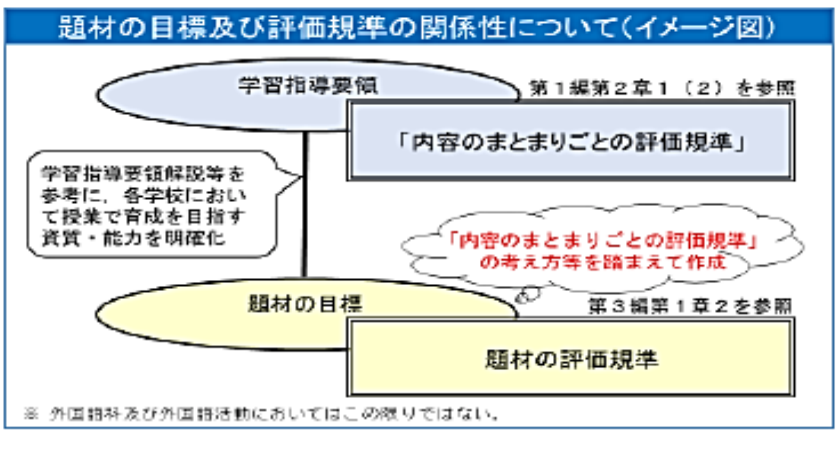 題材の目標及び評価規準の関係性について(イメージ図)
学習指導要領
第1編第2章1(2)を参照
「内容のまとまりごとの評価規準」
学習指導要領解説等を
参考に,各学校におい
て授業で育成を目指す
資質・能力を明確化
「内容のまとまりごとの評価規準」
の考え方等を踏まえて作成
題材の目標
第3編第1章2を参照
題材の評価規準
※ 外国語科及び外国語活動においてはこの限りではない。